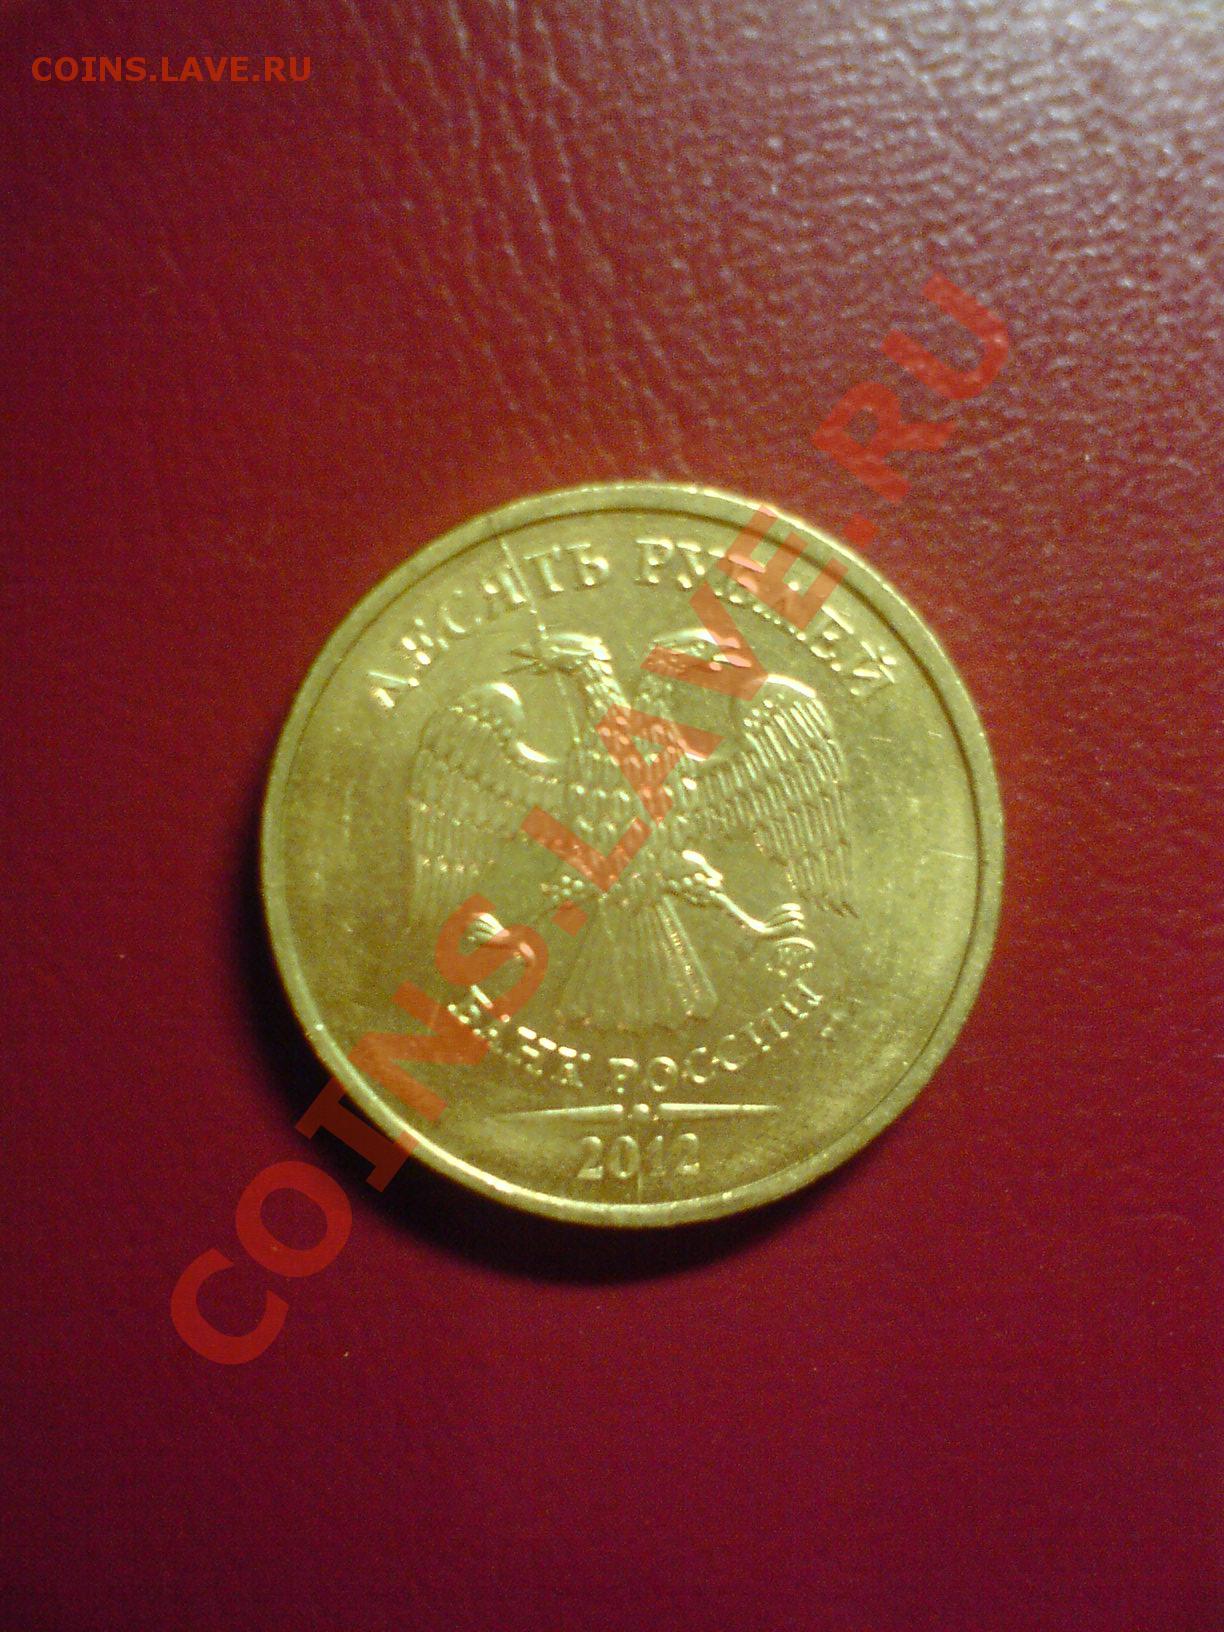 COINS.LAVE.RU
COINS.LAVE.RU
ДЕСЯТЬ РУБЛЕЙ
БАНК РОССИИ
2012